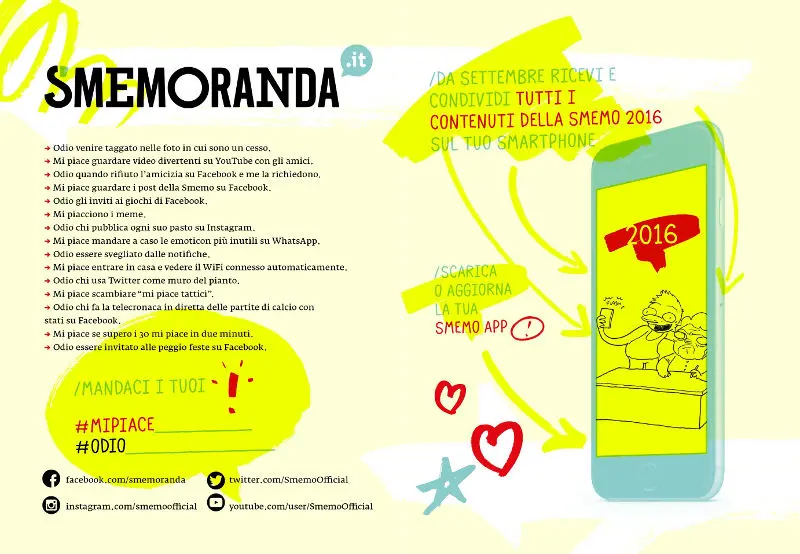 SMEMORANDA
.it
→ Odio venire taggato nelle foto in cui sono un cesso.
→ Mi piace guardare video divertenti su YouTube con gli amici.
→ Odio quando rifiuto l'amicizia su Facebook e me la richiedono.
→ Mi piace guardare i post della Smemo su Facebook.
→ Odio gli inviti ai giochi di Facebook.
→ Mi piacciono i meme.
→ Odio chi pubblica ogni suo pasto su Instagram.
→ Mi piace mandare a caso le emoticon più inutili su WhatsApp.
→ Odio essere svegliato dalle notifiche.
→ Mi piace entrare in casa e vedere il WiFi connesso automaticamente.
→ Odio chi usa Twitter come muro del pianto.
→ Mi piace scambiare "mi piace tattici".
→ Odio chi fa la telecronaca in diretta delle partite di calcio con
stati su Facebook.
→ Mi piace se supero i 30 mi piace in due minuti.
→ Odio essere invitato alle peggio feste su Facebook.
/MANDACI I TUOI !
#MIPIACE
#ODIO
facebook.com/smemoranda
twitter.com/SmemoOfficial
instagram.com/smemoofficial
youtube.com/user/SmemoOfficial
/DA SETTEMBRE RICEVI E
CONDIVIDI TUTTI I
CONTENUTI DELLA SMEMO 2016
SUL TUO SMARTPHONE
/SCARICA
O AGGIORNA
LA TUA
SMEMO APP !
2016